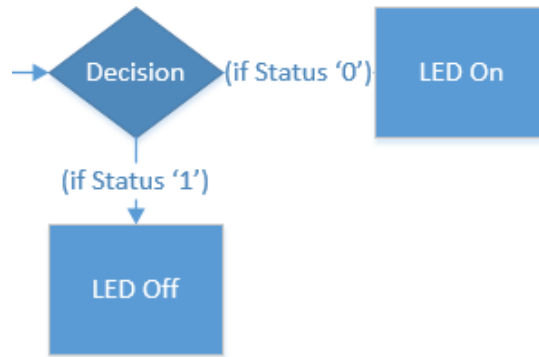 Decision
(if Status ‘0’)
LED On
(if Status ‘1’)
LED Off